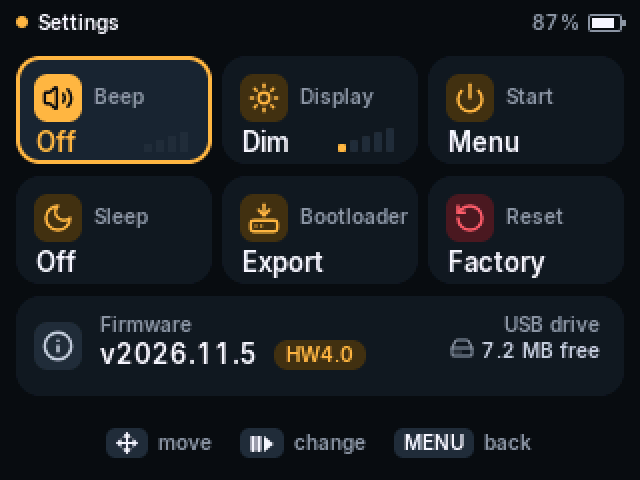 Settings
87%
Beep
Off
Display
Dim
Start
Menu
Sleep
Off
Bootloader
Export
Reset
Factory
Firmware
v2026.11.5 HW4.0
USB drive
7.2 MB free
move change MENU back